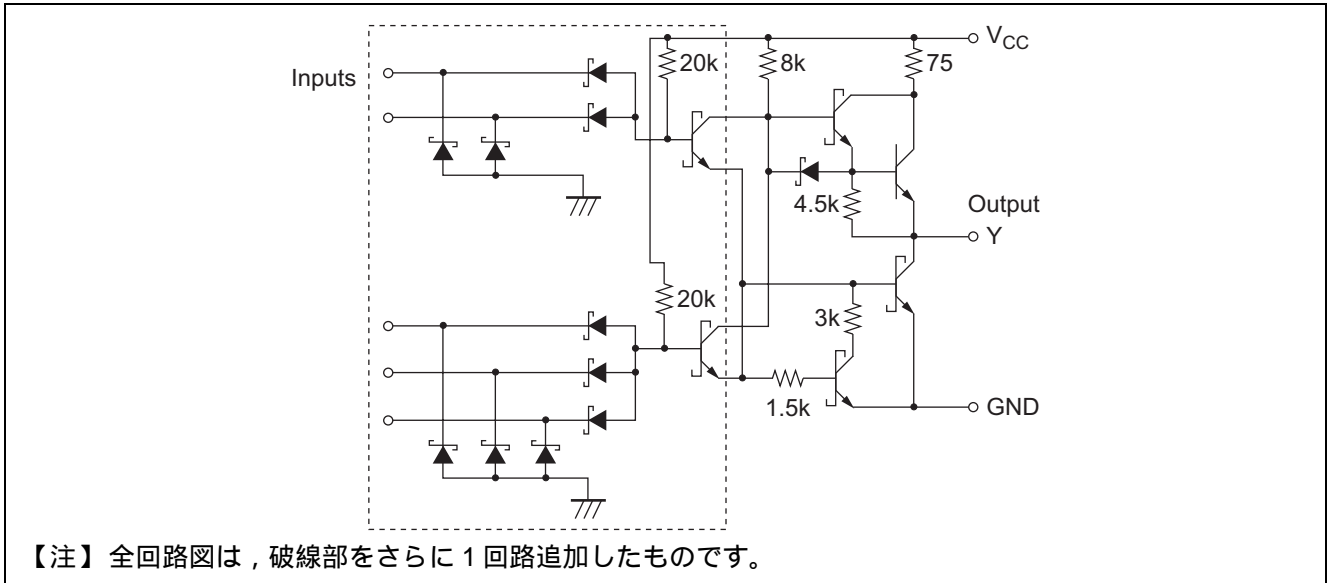 V_CC
20k
8k
75
Inputs
4.5k
Output
Y
20k
3k
1.5k
GND
【注】 全回路図は , 破線部をさらに 1 回路追加したものです。